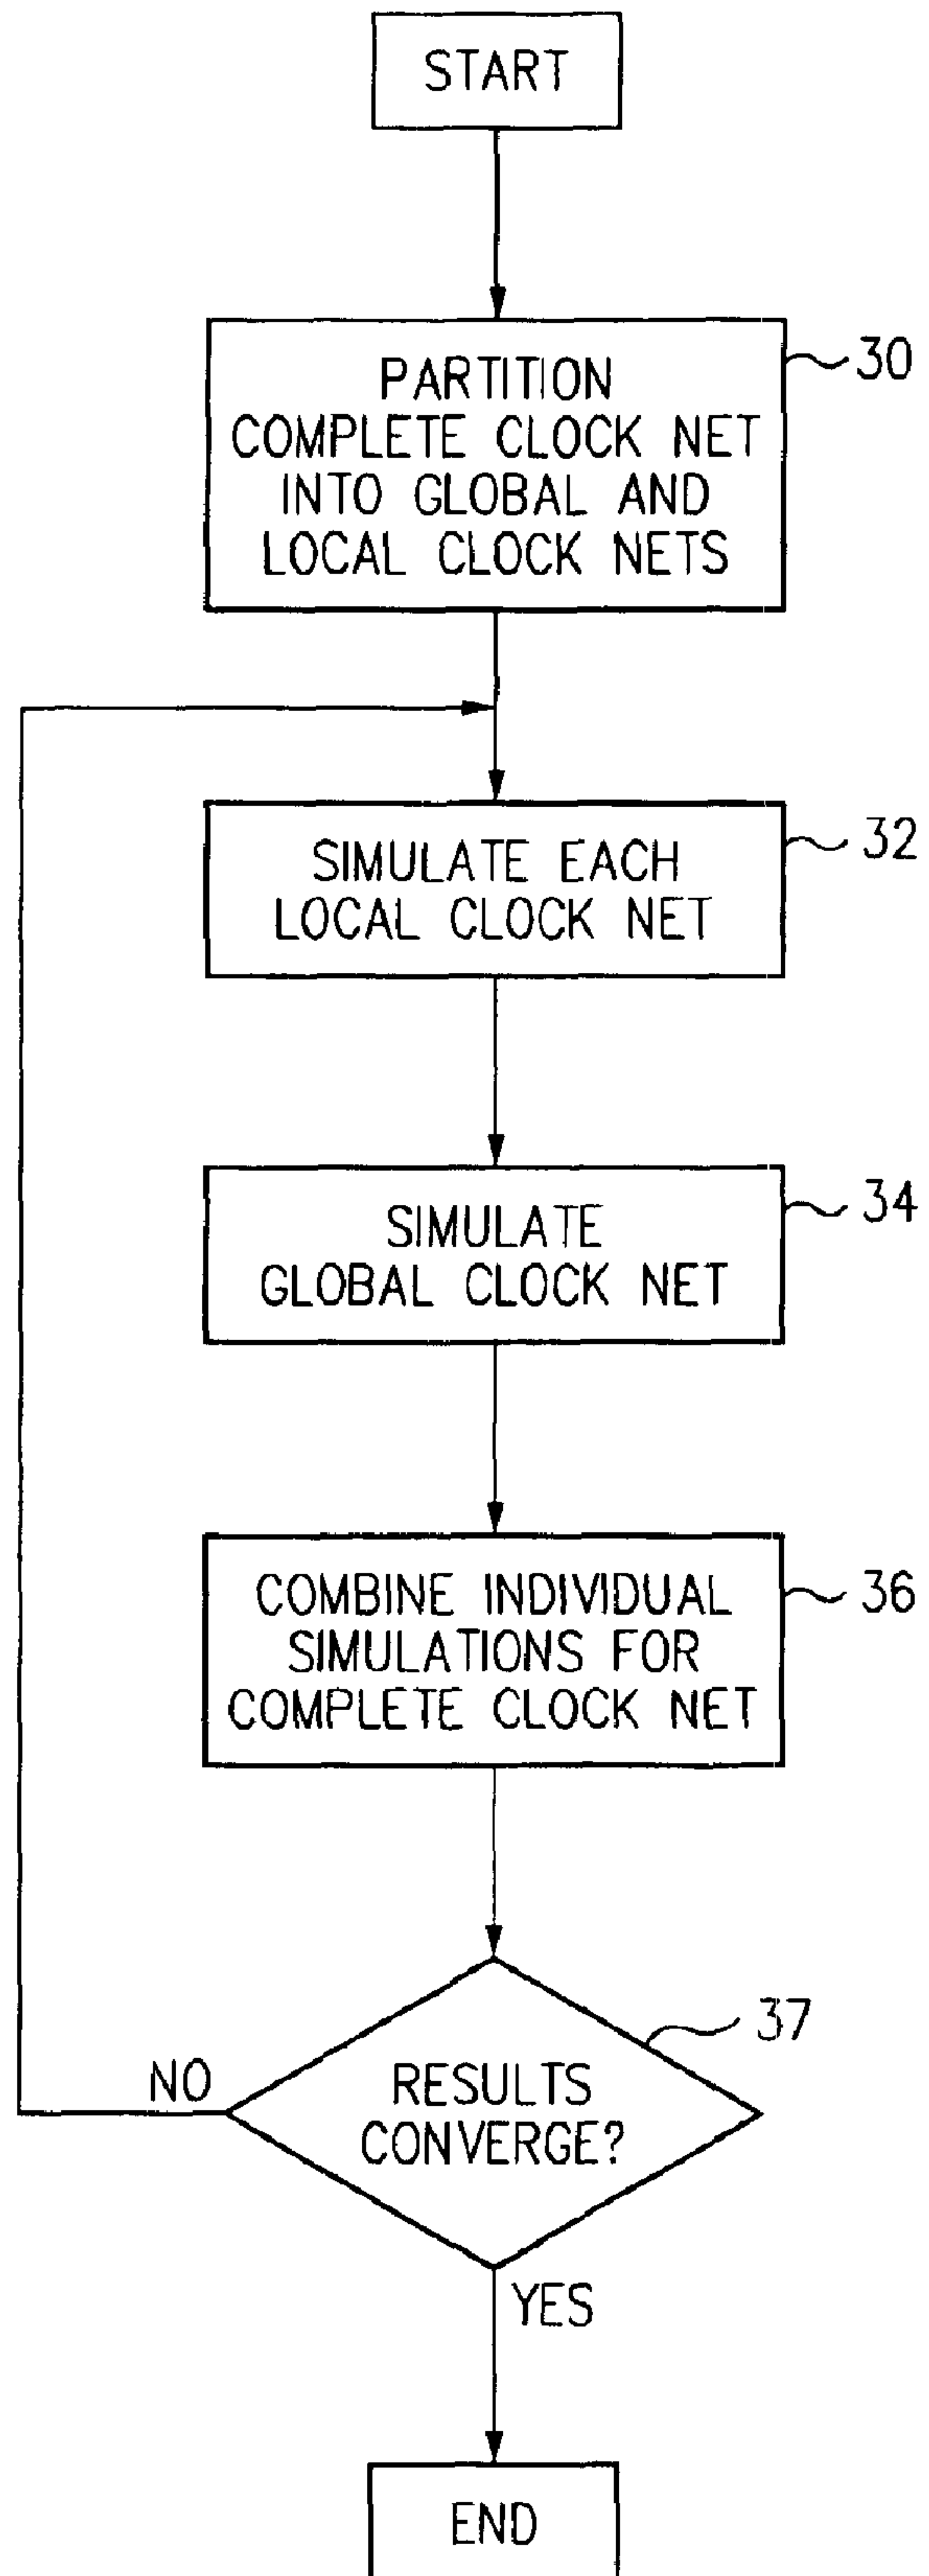 START
PARTITION
COMPLETE CLOCK NET
INTO GLOBAL AND
LOCAL CLOCK NETS
30
SIMULATE EACH
LOCAL CLOCK NET
32
SIMULATE
GLOBAL CLOCK NET
34
COMBINE INDIVIDUAL
SIMULATIONS FOR
COMPLETE CLOCK NET
36
RESULTS
CONVERGE?
37
NO
YES
END